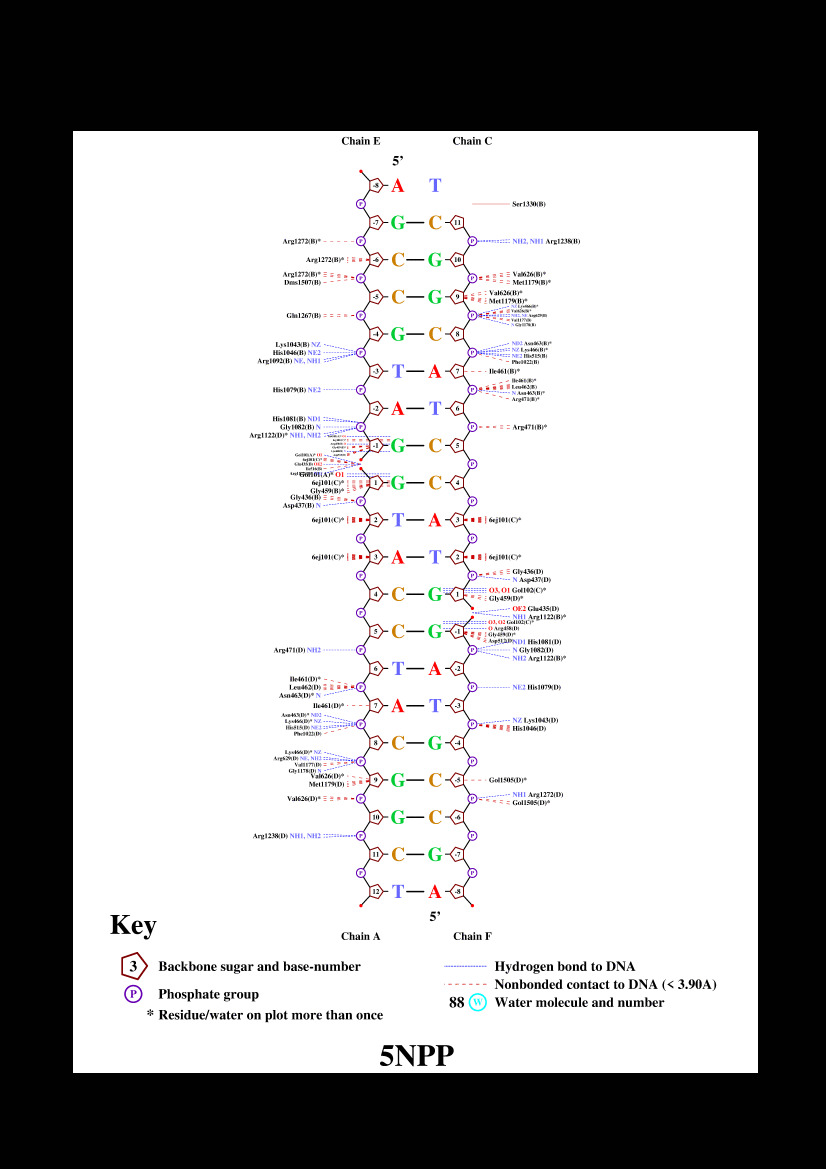 Chain E Chain C
5’
-8 A T
P Ser1330(B)
-7 G C 11
Arg1272(B)* P P NH2, NH1 Arg1238(B)
Arg1272(B)* -6 C G 10
Arg1272(B)* P P Val626(B)*
Dms1507(B) Met1179(B)*
-5 C G 9 Val626(B)*
Met1179(B)*
NZ Lys466(B)*
Val626(B)*
Gln1267(B) P P NH2, NE Arg629(B)
Val1177(B)
N Gly1178(B)
-4 G C 8
Lys1043(B) NZ ND2 Asn463(B)*
NZ Lys466(B)*
His1046(B) NE2 P P NE2 His515(B)
Arg1092(B) NE, NH1 Phe1022(B)
-3 T A 7 Ile461(B)*
Ile461(B)*
His1079(B) NE2 P P Leu462(B)
N Asn463(B)*
Arg471(B)*
-2 A T 6
His1081(B) ND1
Gly1082(B) N P P Arg471(B)*
Arg1122(D)* NH1, NH2
-1 G C 5
P
Gol101(A)* O1
6ej101(C)* 1 G C 4
Gly459(B)*
Gly436(B) P P
Asp437(B) N
6ej101(C)* 2 T A 3 6ej101(C)*
P P
6ej101(C)* 3 A T 2 6ej101(C)*
P P Gly436(D)
N Asp437(D)
4 C G 1 O3, O1 Gol102(C)*
Gly459(D)*
P OE2 Glu435(D)
NH1 Arg1122(B)*
O3, O2 Gol102(C)*
5 C G -1 O Arg458(D)
Gly459(D)*
Asp512(D)
ND1 His1081(D)
Arg471(D) NH2 P P N Gly1082(D)
NH2 Arg1122(B)*
6 T A -2
Ile461(D)*
Leu462(D) P P NE2 His1079(D)
Asn463(D)* N
Ile461(D)* 7 A T -3
Asn463(D)* ND2
Lys466(D)* NZ P P NZ Lys1043(D)
His515(D) NE2 His1046(D)
Phe1022(D)
8 C G -4
Lys466(D)* NZ
Arg629(D) NE, NH2 P P
Val1177(D)
Gly1178(D) N
Val626(D)* 9 G C -5 Gol1505(D)*
Met1179(D)
Val626(D)* P P NH1 Arg1272(D)
Gol1505(D)*
10 G C -6
Arg1238(D) NH1, NH2 P P
11 C G -7
P P
12 T A -8
5’
Chain A Chain F
Key
3 Backbone sugar and base-number
P Phosphate group
* Residue/water on plot more than once
Hydrogen bond to DNA
Nonbonded contact to DNA (< 3.90A)
88 W Water molecule and number
5NPP